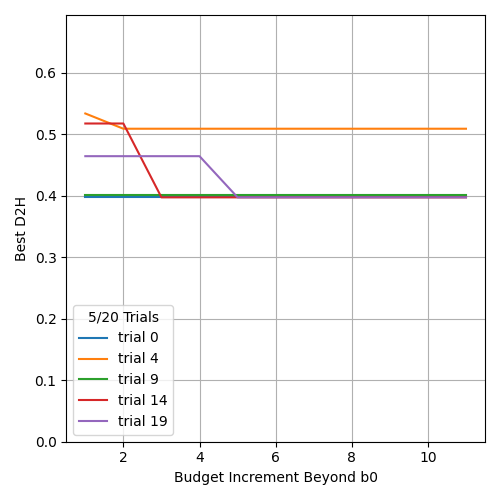 0.6
0.5
0.4
0.3
0.2
0.1
0.0
Best D2H
5/20 Trials
trial 0
trial 4
trial 9
trial 14
trial 19
2 4 6 8 10
Budget Increment Beyond b0